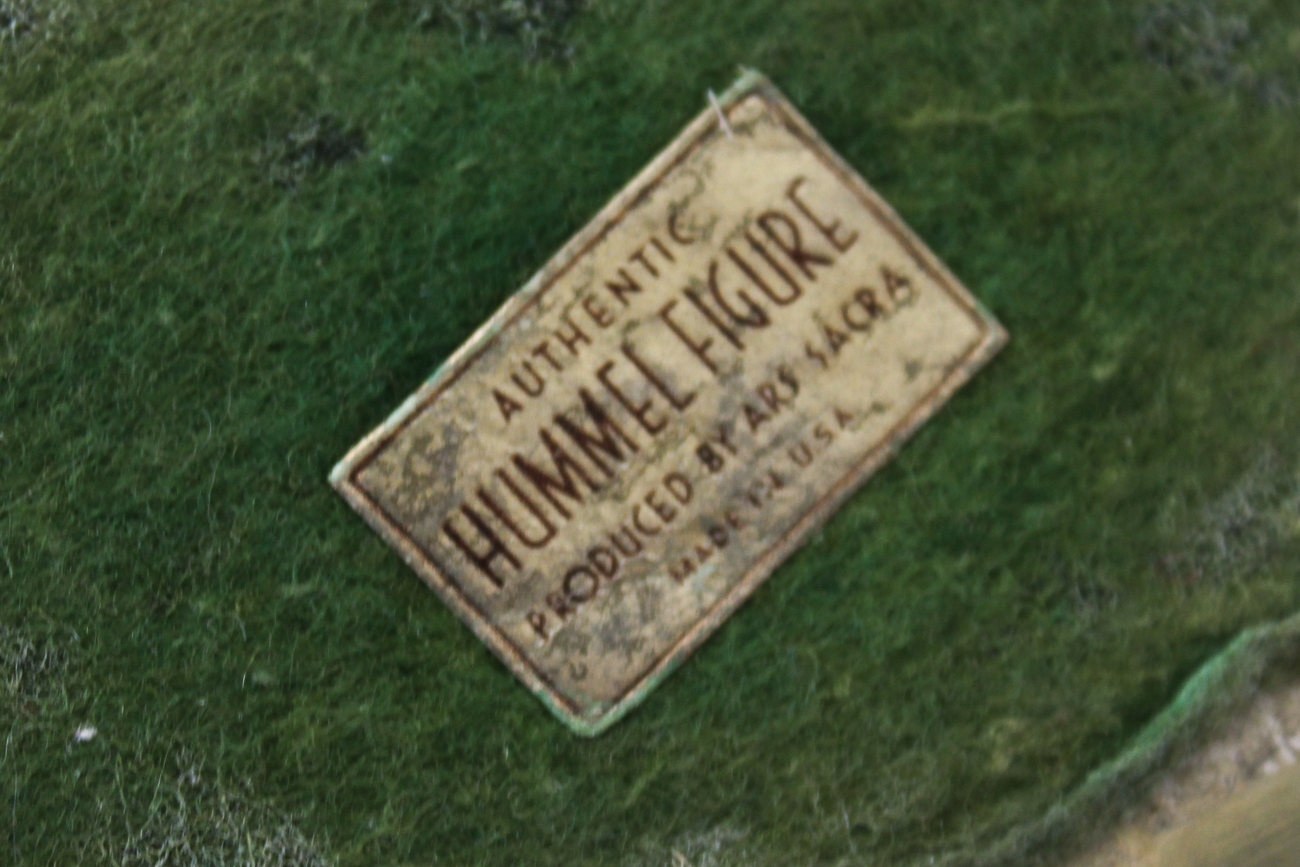 AUTHENTIC
HUMMEL FIGURE
PRODUCED BY ARS SACRA
MADE IN USA